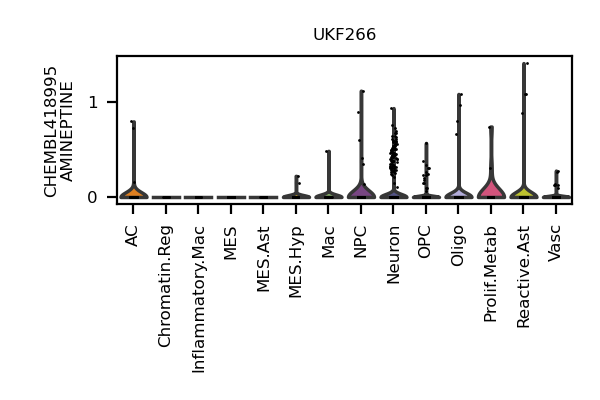 UKF266
CHEMBL418995
AMINEPTINE
1
0
AC
Chromatin.Reg
Inflammatory.Mac
MES
MES.Ast
MES.Hyp
Mac
NPC
Neuron
OPC
Oligo
Prolif.Metab
Reactive.Ast
Vasc